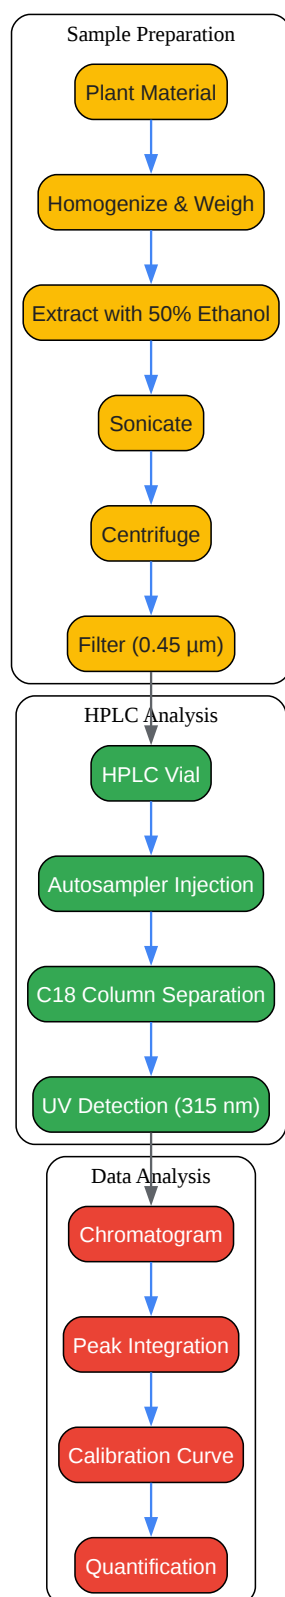 Sample Preparation
Plant Material
Homogenize & Weigh
Extract with 50% Ethanol
Sonicate
Centrifuge
Filter (0.45 µm)
HPLC Analysis
HPLC Vial
Autosampler Injection
C18 Column Separation
UV Detection (315 nm)
Data Analysis
Chromatogram
Peak Integration
Calibration Curve
Quantification